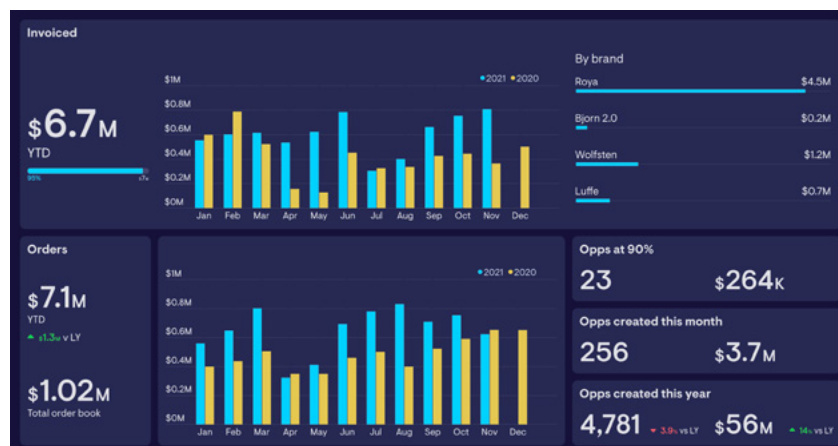 Invoiced
$6.7M
YTD
95%
$1M
$0.8M
$0.6M
$0.4M
$0.2M
$0M
2021 2020
Jan Feb Mar Apr May Jun Jul Aug Sep Oct Nov Dec
By brand
Roya $4.5M
Bjorn 2.0 $0.2M
Wolfsten $1.2M
Luffe $0.7M
Orders
$7.1M
YTD
$1.3M v LY
$1.02M
Total order book
$1M
$0.8M
$0.6M
$0.4M
$0.2M
$0M
2021 2020
Jan Feb Mar Apr May Jun Jul Aug Sep Oct Nov Dec
Opps at 90%
23 $264K
Opps created this month
256 $3.7M
Opps created this year
4,781 3.9% vs LY $56M 14% vs LY